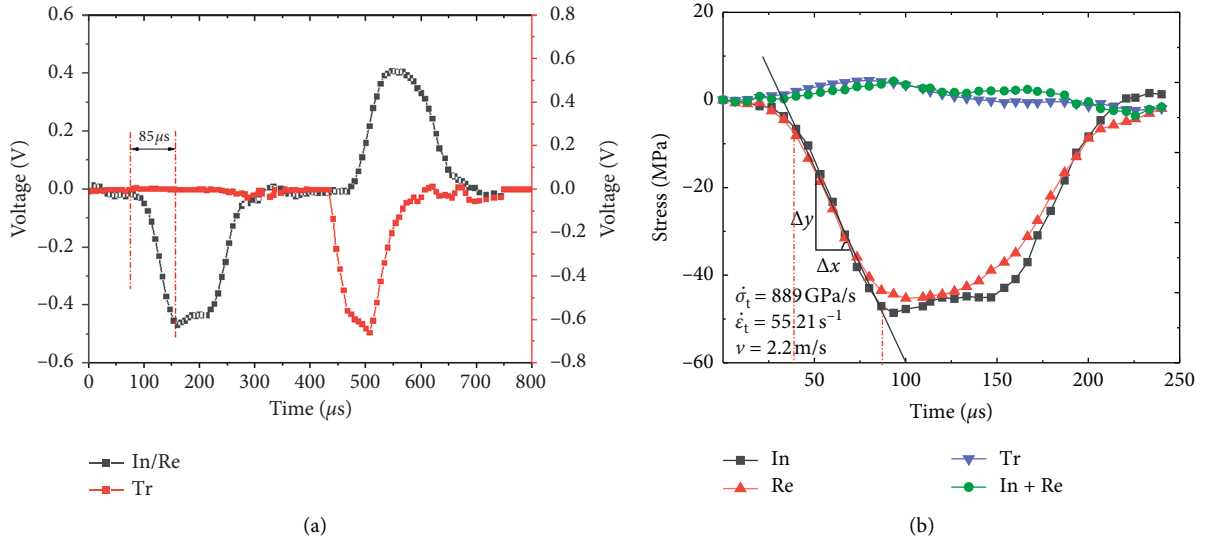 0.6
0.4
0.2
0.0
−0.2
−0.4
−0.6
Voltage (V)
85 μs
0.8
0.6
0.4
0.2
0.0
−0.2
−0.4
−0.6
−0.8
Voltage (V)
0 100 200 300 400 500 600 700 800
Time (μs)
In/Re
Tr
(a)
20
0
−20
−40
−60
Stress (MPa)
Δy
Δx
σ̇t = 889 GPa/s
ε̇t = 55.21 s−1
v = 2.2 m/s
50 100 150 200 250
Time (μs)
In Tr
Re In + Re
(b)